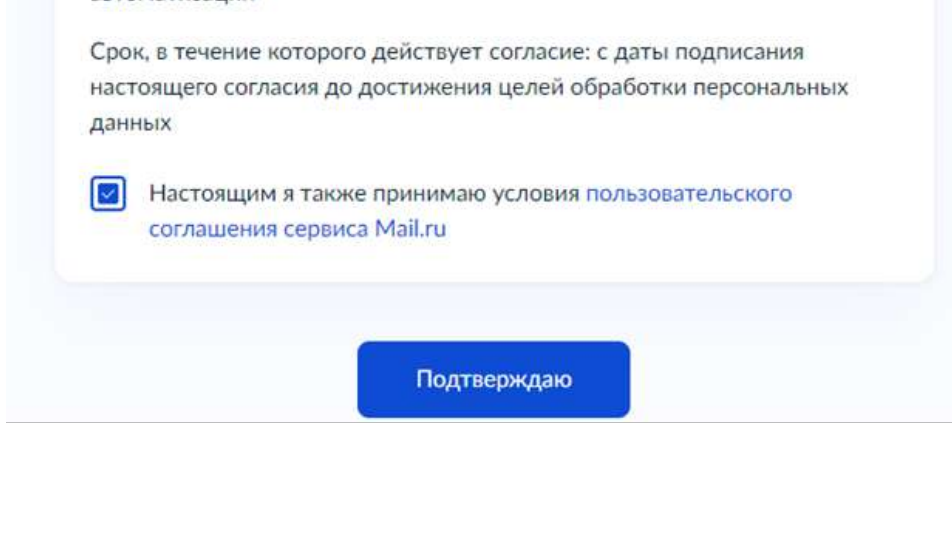 Срок, в течение которого действует согласие: с даты подписания
настоящего согласия до достижения целей обработки персональных
данных
Настоящим я также принимаю условия пользовательского
соглашения сервиса Mail.ru
Подтверждаю